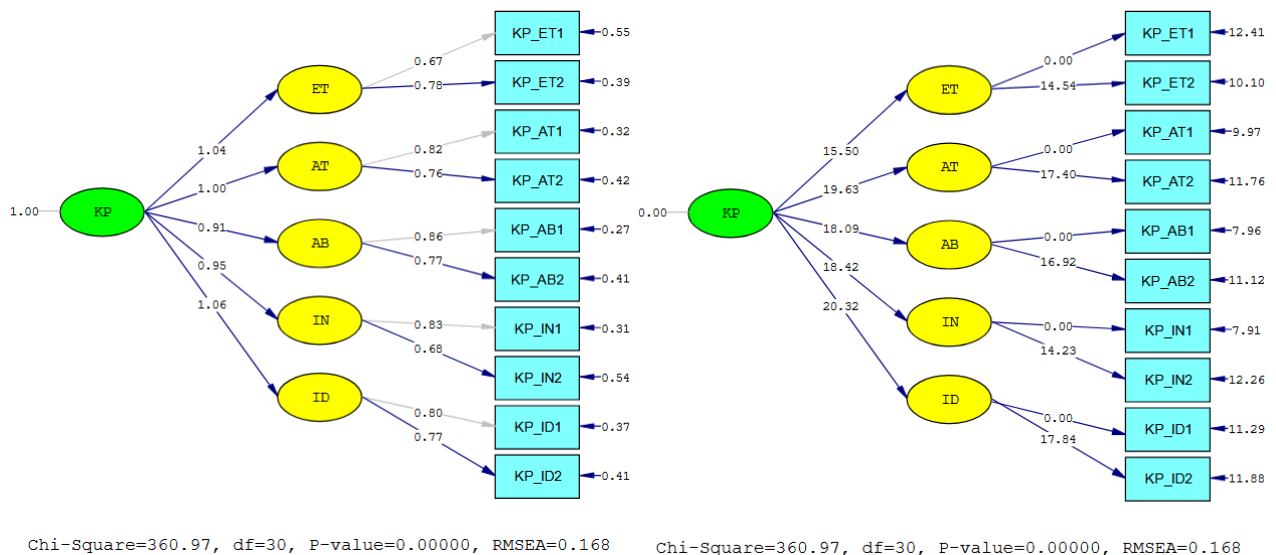 KP_ET1
0.55
0.67
KP_ET2
0.39
0.78
ET
KP_AT1
0.32
0.82
1.04
AT
KP_AT2
0.42
0.76
1.00
1.00
KP
KP_AB1
0.27
0.86
0.91
AB
KP_AB2
0.41
0.77
0.95
KP_IN1
0.31
0.83
IN
1.06
KP_IN2
0.54
0.68
ID
KP_ID1
0.37
0.80
KP_ID2
0.41
0.77
Chi-Square=360.97, df=30, P-value=0.00000, RMSEA=0.168
KP_ET1
12.41
0.00
KP_ET2
10.10
14.54
ET
KP_AT1
9.97
0.00
15.50
AT
KP_AT2
11.76
17.40
19.63
0.00
KP
KP_AB1
7.96
0.00
18.09
AB
KP_AB2
11.12
16.92
18.42
KP_IN1
7.91
0.00
IN
20.32
KP_IN2
12.26
14.23
ID
KP_ID1
11.29
0.00
KP_ID2
11.88
17.84
Chi-Square=360.97, df=30, P-value=0.00000, RMSEA=0.168